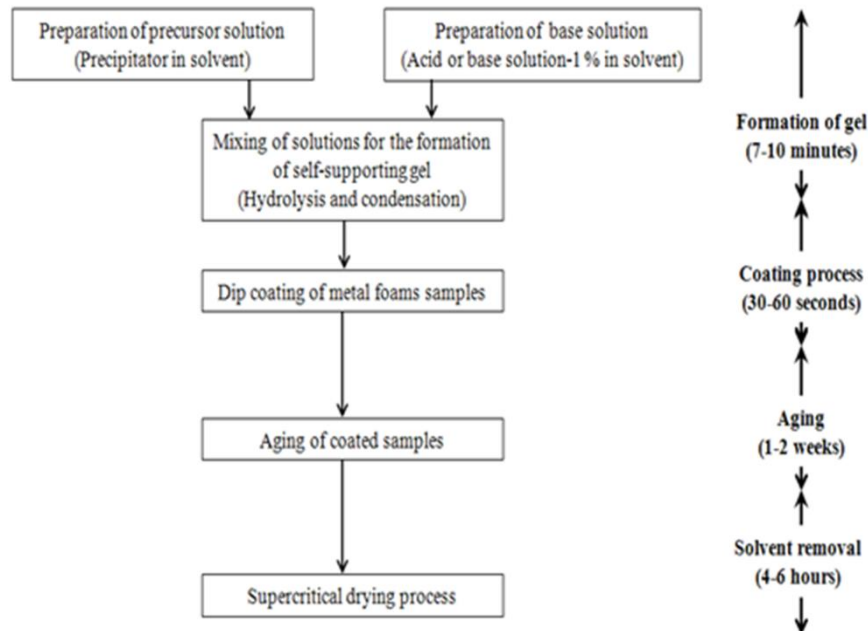 Preparation of precursor solution
(Precipitator in solvent)
Preparation of base solution
(Acid or base solution-1 % in solvent)
Mixing of solutions for the formation
of self-supporting gel
(Hydrolysis and condensation)
Dip coating of metal foams samples
Aging of coated samples
Supercritical drying process
Formation of gel
(7-10 minutes)
Coating process
(30-60 seconds)
Aging
(1-2 weeks)
Solvent removal
(4-6 hours)